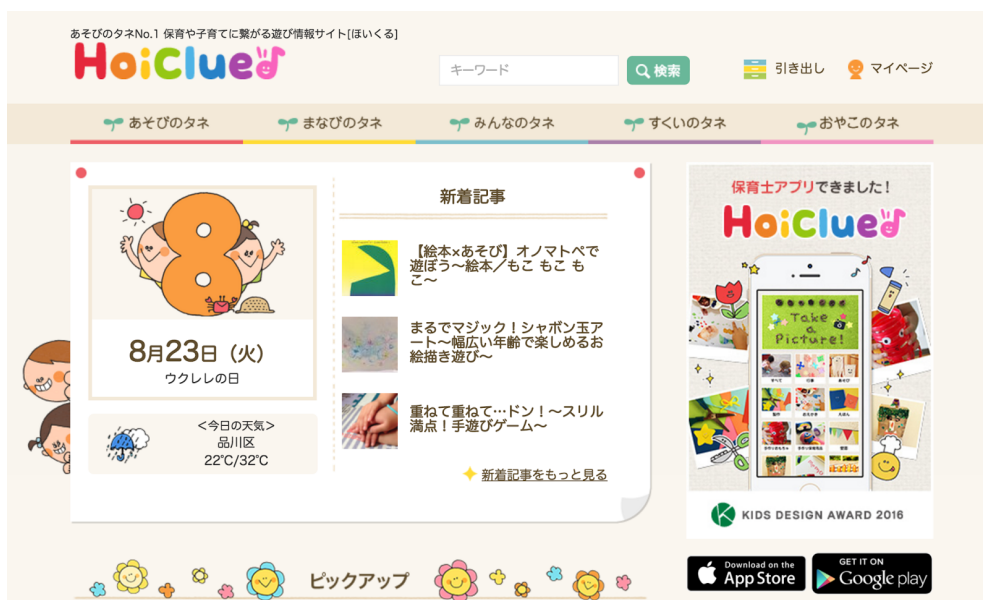 あそびのタネNo.1 保育や子育てに繋がる遊び情報サイト[ほいくる]
HoiClue
キーワード
検索
引き出し
マイページ
あそびのタネ
まなびのタネ
みんなのタネ
すくいのタネ
おやこのタネ
8
8月23日（火）
ウクレレの日
＜今日の天気＞
品川区
22℃/32℃
新着記事
【絵本×あそび】オノマトペで
遊ぼう〜絵本／もこ もこ も
こ〜
まるでマジック！シャボン玉ア
ート〜幅広い年齢で楽しめるお
絵描き遊び〜
重ねて重ねて…ドン！〜スリル
満点！手遊びゲーム〜
新着記事をもっと見る
保育士アプリできました！
HoiClue
Take
a
Picture!
KIDS DESIGN AWARD 2016
Download on the
App Store
GET IT ON
Google play
ピックアップ